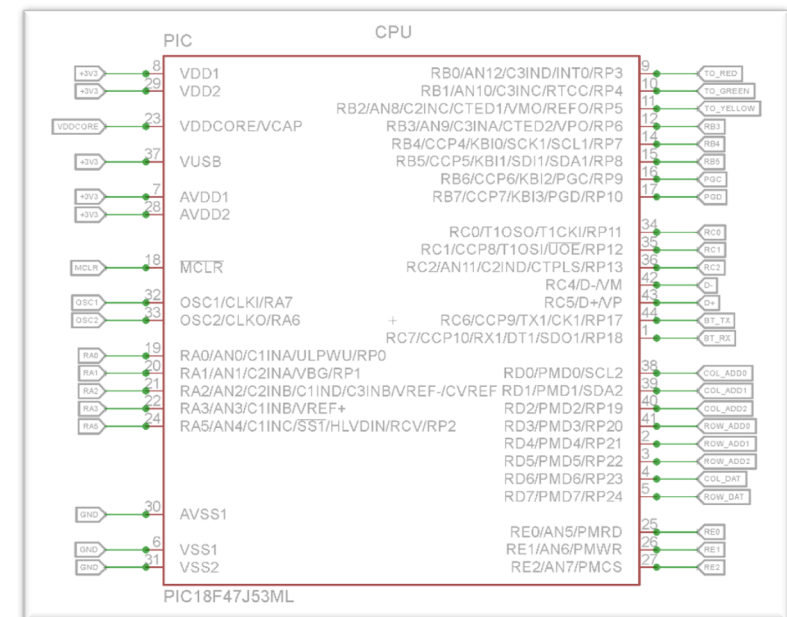 CPU
PIC
+3V3 8 VDD1
+3V3 29 VDD2
VDDCORE 23 VDDCORE/VCAP
+3V3 37 VUSB
+3V3 7 AVDD1
+3V3 28 AVDD2
MCLR 18 MCLR
OSC1 32 OSC1/CLKI/RA7
OSC2 33 OSC2/CLKO/RA6
RA0 19 RA0/AN0/C1INA/ULPWU/RP0
RA1 20 RA1/AN1/C2INA/VBG/RP1
RA2 21 RA2/AN2/C2INB/C1IND/C3INB/VREF-/CVREF
RA3 22 RA3/AN3/C1INB/VREF+
RA5 24 RA5/AN4/C1INC/SS1/HLVDIN/RCV/RP2
GND 30 AVSS1
GND 6 VSS1
GND 31 VSS2
RB0/AN12/C3IND/INT0/RP3 9 TO_RED
RB1/AN10/C3INC/RTCC/RP4 10 TO_GREEN
RB2/AN8/C2INC/CTED1/VMO/REFO/RP5 11 TO_YELLOW
RB3/AN9/C3INA/CTED2/VPO/RP6 12 RB3
RB4/CCP4/KBI0/SCK1/SCL1/RP7 14 RB4
RB5/CCP5/KBI1/SDI1/SDA1/RP8 15 RB5
RB6/CCP6/KBI2/PGC/RP9 16 PGC
RB7/CCP7/KBI3/PGD/RP10 17 PGD
RC0/T1OSO/T1CKI/RP11 34 RC0
RC1/CCP8/T1OSI/UOE/RP12 35 RC1
RC2/AN11/C2IND/CTPLS/RP13 36 RC2
RC4/D-/VM 42 D-
RC5/D+/VP 43 D+
RC6/CCP9/TX1/CK1/RP17 44 BT_TX
RC7/CCP10/RX1/DT1/SDO1/RP18 1 BT_RX
RD0/PMD0/SCL2 38 COL_ADD0
RD1/PMD1/SDA2 39 COL_ADD1
RD2/PMD2/RP19 40 COL_ADD2
RD3/PMD3/RP20 41 ROW_ADD0
RD4/PMD4/RP21 2 ROW_ADD1
RD5/PMD5/RP22 3 ROW_ADD2
RD6/PMD6/RP23 4 COL_DAT
RD7/PMD7/RP24 5 ROW_DAT
RE0/AN5/PMRD 25 RE0
RE1/AN6/PMWR 26 RE1
RE2/AN7/PMCS 27 RE2
PIC18F47J53ML